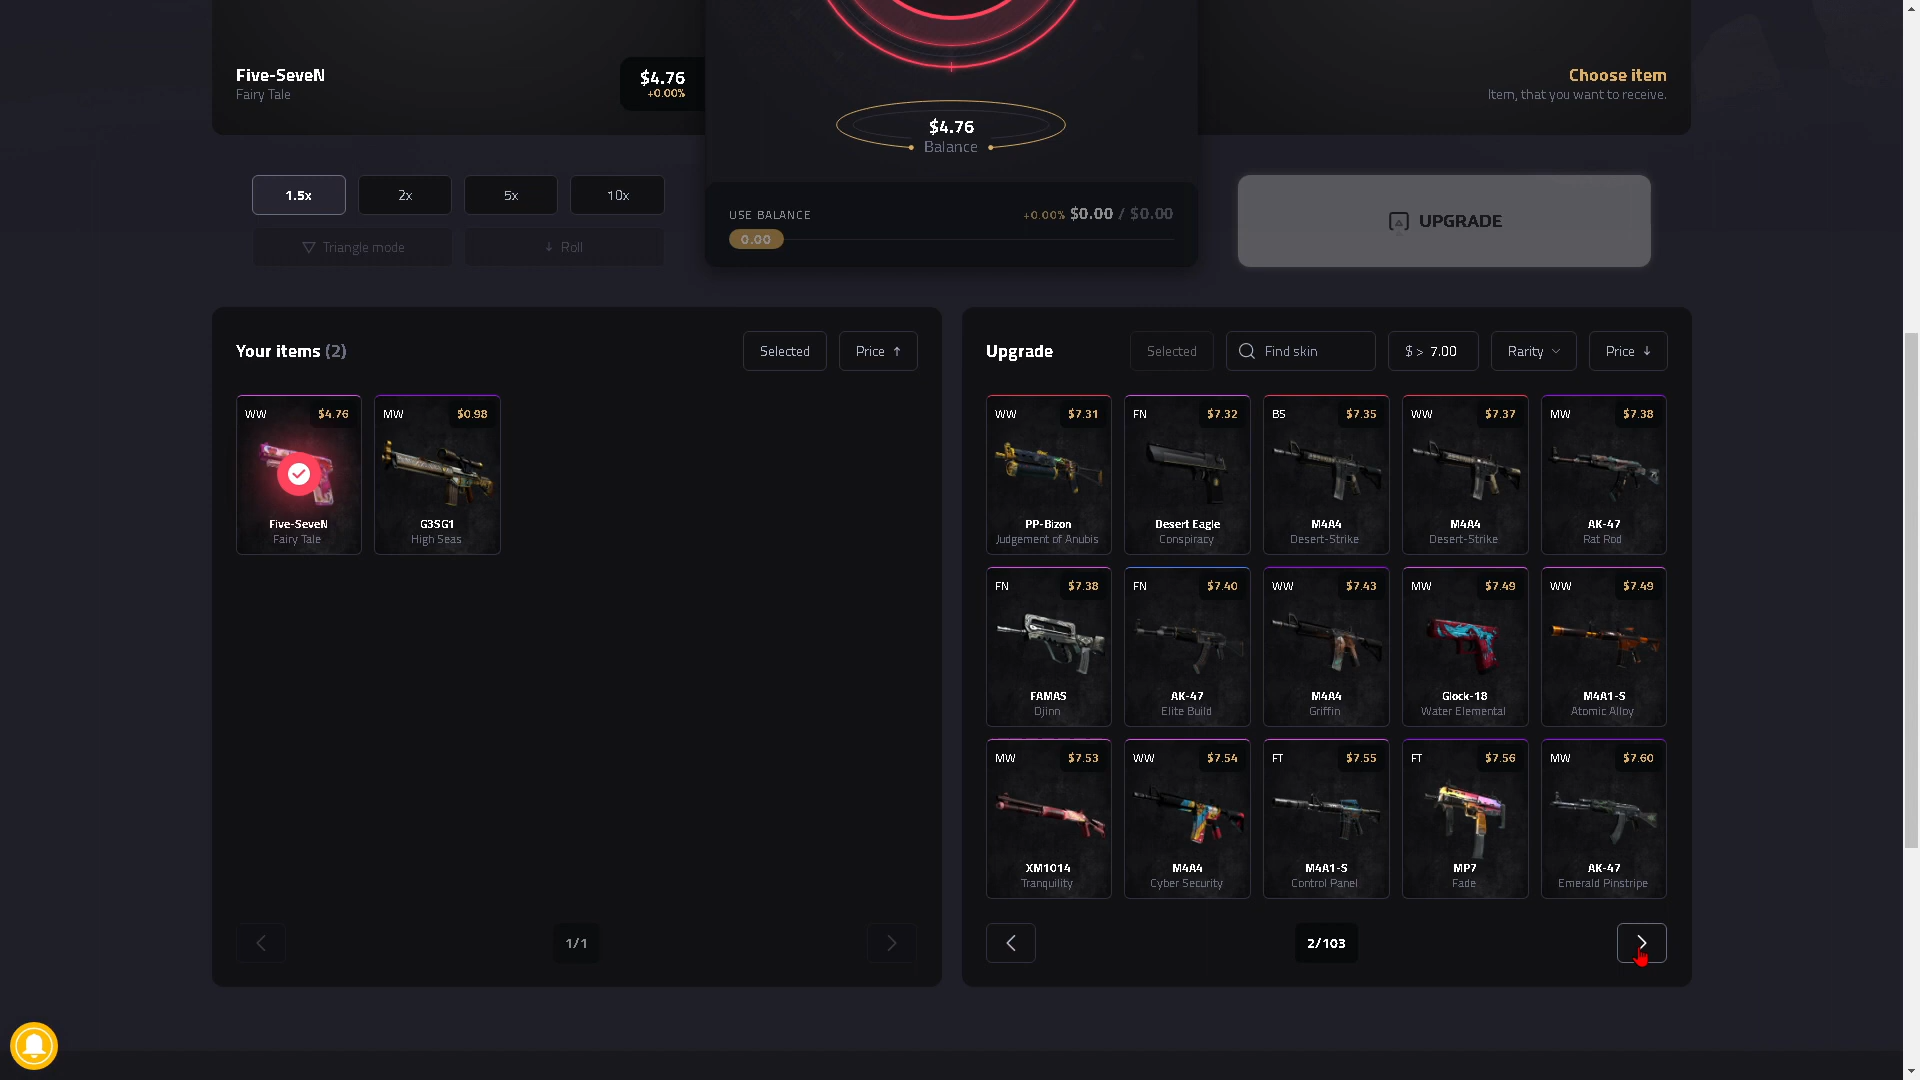 Five-SeveN
Fairy Tale
$4.76
+0.00%
$4.76
Balance
Choose item
Item, that you want to receive.
1.5x
2x
5x
10x
Triangle mode
Roll
USE BALANCE
+0.00% $0.00 / $0.00
0.00
UPGRADE
Your items (2)
Selected
Price
WW
$4.76
Five-SeveN
Fairy Tale
MW
$0.98
G3SG1
High Seas
1/1
Upgrade
Selected
Find skin
$ > 7.00
Rarity
Price
WW
$7.31
PP-Bizon
Judgement of Anubis
FN
$7.32
Desert Eagle
Conspiracy
BS
$7.35
M4A4
Desert-Strike
WW
$7.37
M4A4
Desert-Strike
MW
$7.38
AK-47
Rat Rod
FN
$7.38
FAMAS
Djinn
FN
$7.40
AK-47
Elite Build
WW
$7.43
M4A4
Griffin
MW
$7.49
Glock-18
Water Elemental
WW
$7.49
M4A1-S
Atomic Alloy
MW
$7.53
XM1014
Tranquility
WW
$7.54
M4A4
Cyber Security
FT
$7.55
M4A1-S
Control Panel
FT
$7.56
MP7
Fade
MW
$7.60
AK-47
Emerald Pinstripe
2/103